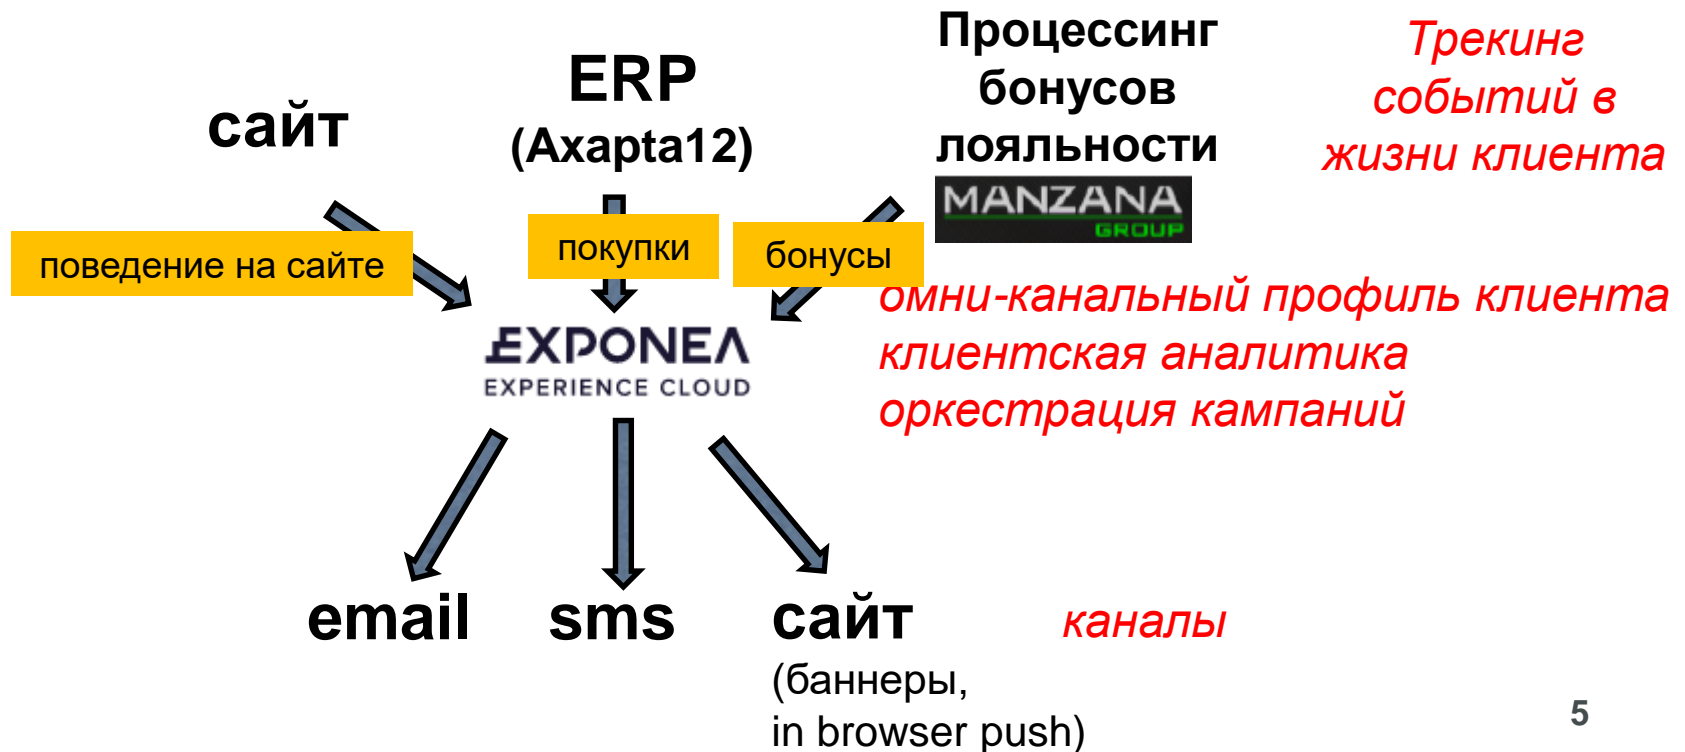 сайт
ERP
(Axapta12)
Процессинг
бонусов
лояльности
MANZANA
GROUP
Трекинг
событий в
жизни клиента
поведение на сайте
покупки
бонусы
EXPONEA
EXPERIENCE CLOUD
омни-канальный профиль клиента
клиентская аналитика
оркестрация кампаний
email
sms
сайт
(баннеры,
in browser push)
каналы
5